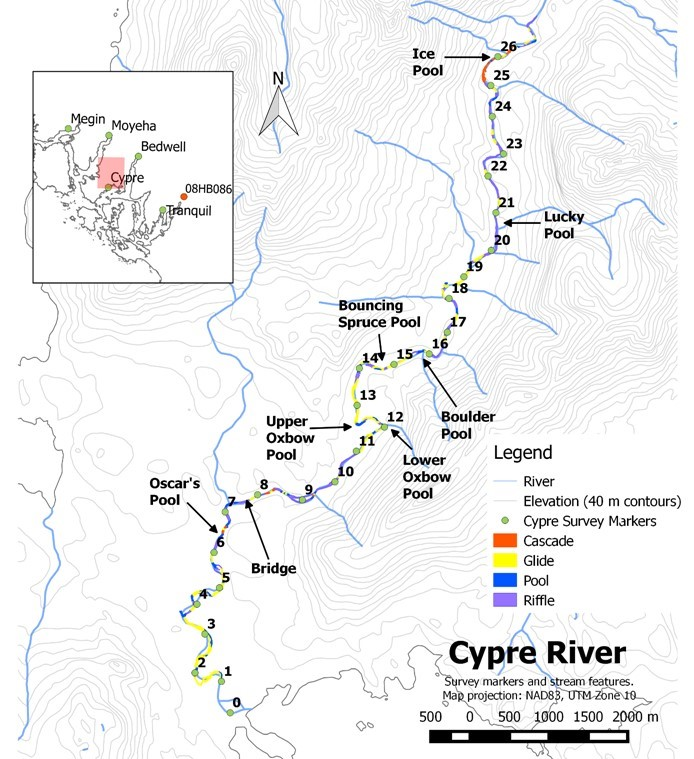 26
Ice
Pool
25
N
24
Megin
Moyeha
Bedwell
23
22
Cypre
08HB086
Tranquil
21
Lucky
Pool
20
19
18
Bouncing
Spruce Pool
17
16
15
14
13
Boulder
Pool
12
Upper
Oxbow
Pool
11
Lower
Oxbow
Pool
10
9
8
Oscar's
Pool
7
Bridge
6
5
4
3
2
1
0
Legend
River
Elevation (40 m contours)
Cypre Survey Markers
Cascade
Glide
Pool
Riffle
Cypre River
Survey markers and stream features.
Map projection: NAD83, UTM Zone 10
500 0 500 1000 1500 2000 m